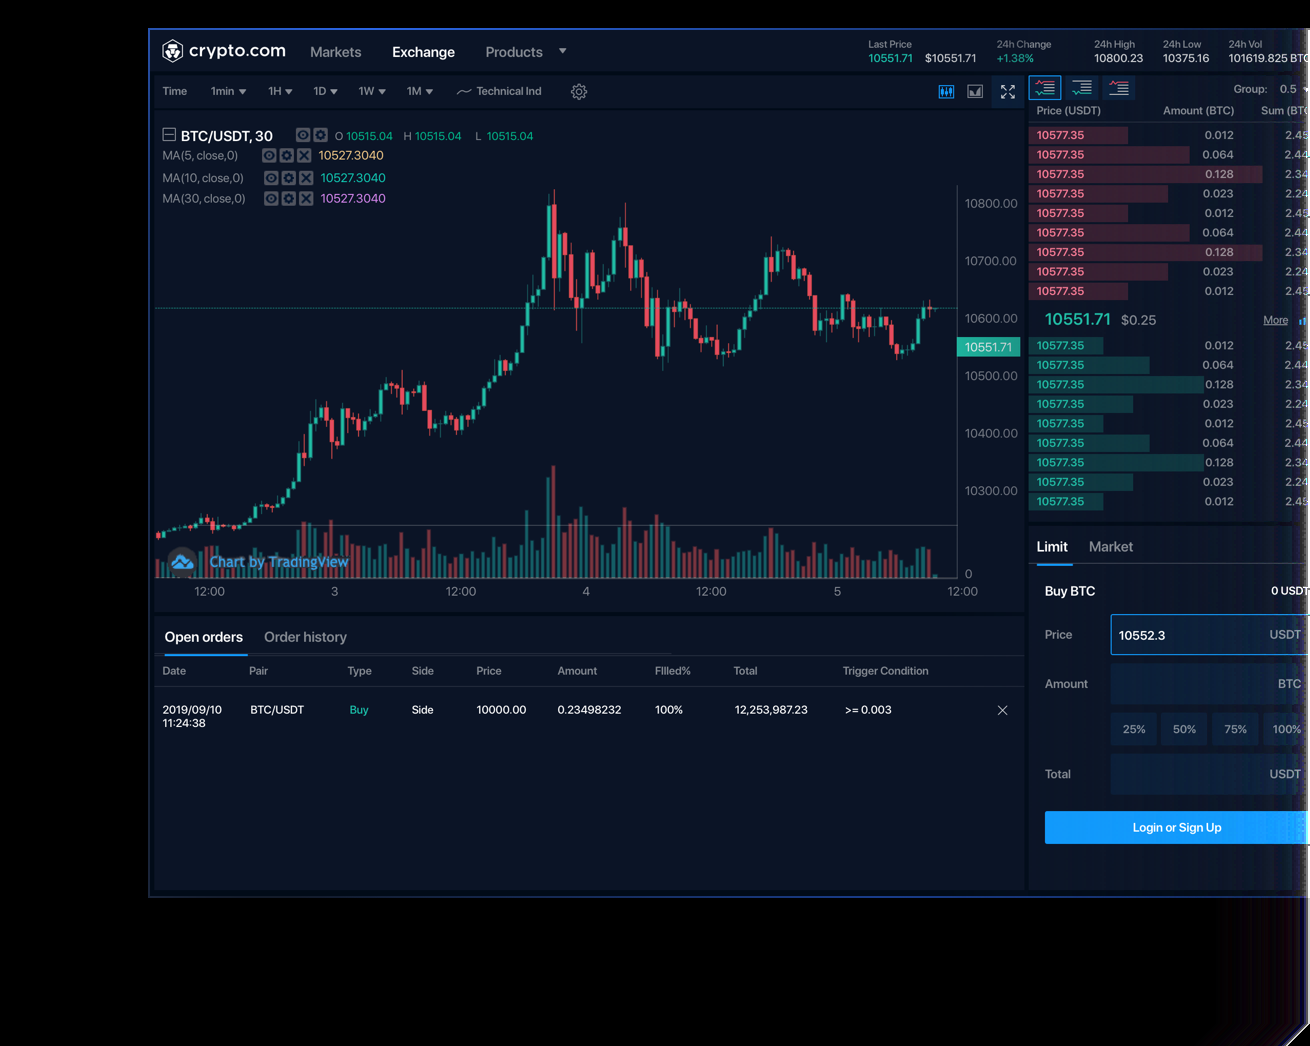 crypto.com Markets Exchange Products
Last Price 24h Change 24h High 24h Low 24h Vol
10551.71 $10551.71 +1.38% 10800.23 10375.16 101619.825 BTC
Time 1min 1H 1D 1W 1M Technical Ind
BTC/USDT, 30 O 10515.04 H 10515.04 L 10515.04
MA(5, close,0) 10527.3040
MA(10, close,0) 10527.3040
MA(30, close,0) 10527.3040
10800.00
10700.00
10600.00
10551.71
10500.00
10400.00
10300.00
0
Chart by TradingView
12:00 3 12:00 4 12:00 5 12:00
Group: 0.5
Price (USDT) Amount (BTC) Sum (BTC
10577.35 0.012 2.45
10577.35 0.064 2.44
10577.35 0.128 2.34
10577.35 0.023 2.24
10577.35 0.012 2.45
10577.35 0.064 2.44
10577.35 0.128 2.34
10577.35 0.023 2.24
10577.35 0.012 2.45
10551.71 $0.25 More
10577.35 0.012 2.45
10577.35 0.064 2.44
10577.35 0.128 2.34
10577.35 0.023 2.24
10577.35 0.012 2.45
10577.35 0.064 2.44
10577.35 0.128 2.34
10577.35 0.023 2.24
10577.35 0.012 2.45
Open orders Order history
Date Pair Type Side Price Amount FIlled% Total Trigger Condition
2019/09/10 BTC/USDT Buy Side 10000.00 0.23498232 100% 12,253,987.23 >= 0.003
11:24:38
Limit Market
Buy BTC 0 USDT
Price 10552.3 USDT
Amount BTC
25% 50% 75% 100%
Total USDT
Login or Sign Up